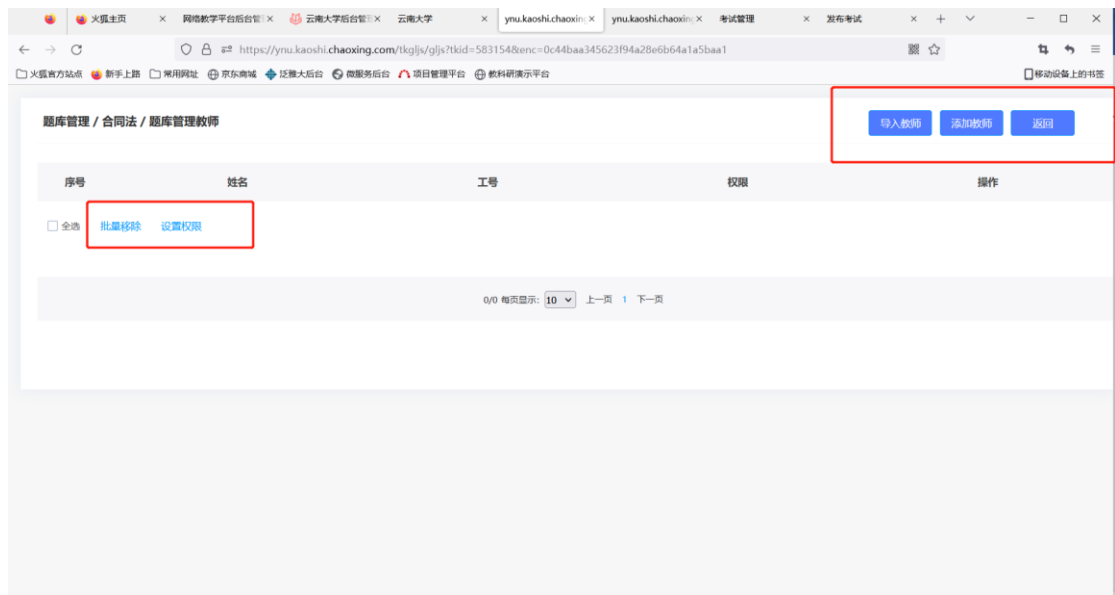 火狐主页 网络教学平台后台管 云南大学后台管 云南大学 ynu.kaoshi.chaoxing ynu.kaoshi.chaoxing 考试管理 发布考试
https://ynu.kaoshi.chaoxing.com/tkgljs/gljs?tkid=583154&enc=0c44baa345623f94a28e6b64a1a5baa1
火狐官方站点 新手上路 常用网址 京东商城 泛雅大后台 微服务后台 项目管理平台 教科研演示平台 移动设备上的书签
题库管理 / 合同法 / 题库管理教师 导入教师 添加教师 返回
序号 姓名 工号 权限 操作
全选 批量移除 设置权限
0/0 每页显示: 10 上一页 1 下一页